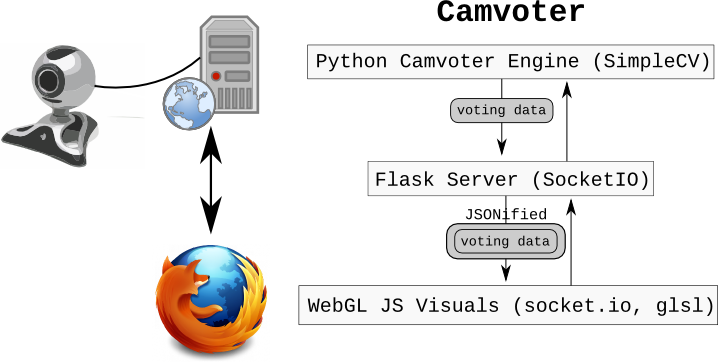 Camvoter
Python Camvoter Engine (SimpleCV)
voting data
Flask Server (SocketIO)
JSONified
voting data
WebGL JS Visuals (socket.io, glsl)